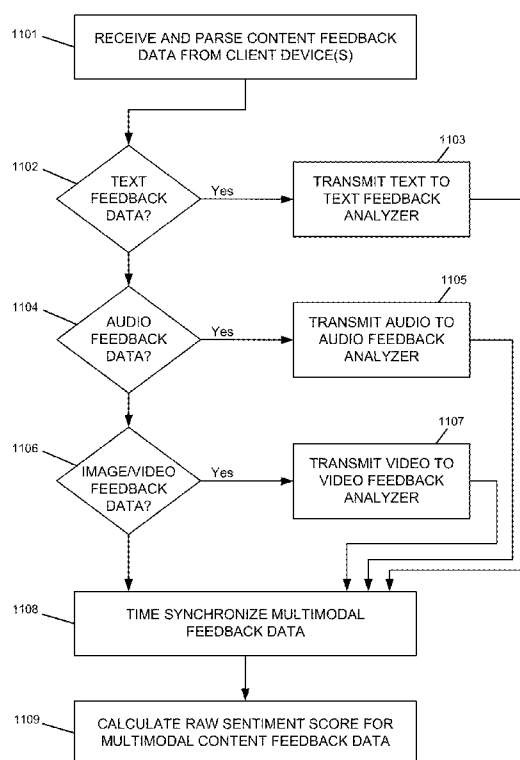 1101
RECEIVE AND PARSE CONTENT FEEDBACK
DATA FROM CLIENT DEVICE(S)
1102
TEXT
FEEDBACK
DATA?
Yes
1103
TRANSMIT TEXT TO
TEXT FEEDBACK
ANALYZER
1104
AUDIO
FEEDBACK
DATA?
Yes
1105
TRANSMIT AUDIO TO
AUDIO FEEDBACK
ANALYZER
1106
IMAGE/VIDEO
FEEDBACK
DATA?
Yes
1107
TRANSMIT VIDEO TO
VIDEO FEEDBACK
ANALYZER
1108
TIME SYNCHRONIZE MULTIMODAL
FEEDBACK DATA
1109
CALCULATE RAW SENTIMENT SCORE FOR
MULTIMODAL CONTENT FEEDBACK DATA